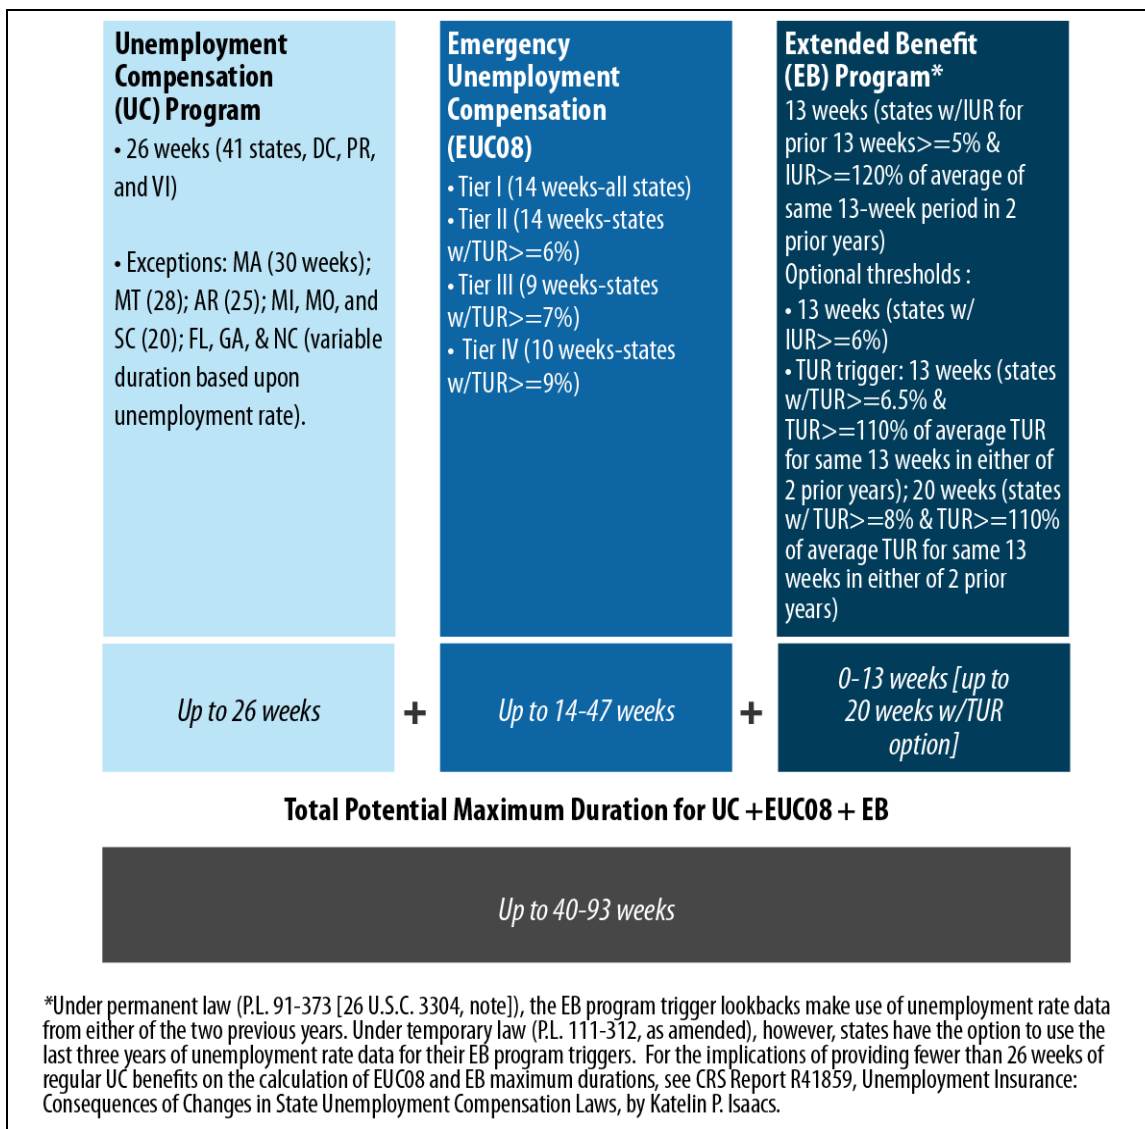 Unemployment
Compensation
(UC) Program
• 26 weeks (41 states, DC, PR,
and VI)
• Exceptions: MA (30 weeks);
MT (28); AR (25); MI, MO, and
SC (20); FL, GA, & NC (variable
duration based upon
unemployment rate).
Emergency
Unemployment
Compensation
(EUC08)
• Tier I (14 weeks-all states)
• Tier II (14 weeks-states
w/TUR>=6%)
• Tier III (9 weeks-states
w/TUR>=7%)
• Tier IV (10 weeks-states
w/TUR>=9%)
Extended Benefit
(EB) Program*
13 weeks (states w/IUR for
prior 13 weeks>=5% &
IUR>=120% of average of
same 13-week period in 2
prior years)
Optional thresholds :
• 13 weeks (states w/
IUR>=6%)
• TUR trigger: 13 weeks (states
w/TUR>=6.5% &
TUR>=110% of average TUR
for same 13 weeks in either of
2 prior years); 20 weeks (states
w/ TUR>=8% & TUR>=110%
of average TUR for same 13
weeks in either of 2 prior
years)
Up to 26 weeks
+
Up to 14-47 weeks
+
0-13 weeks [up to
20 weeks w/TUR
option]
Total Potential Maximum Duration for UC +EUC08 + EB
Up to 40-93 weeks
*Under permanent law (P.L. 91-373 [26 U.S.C. 3304, note]), the EB program trigger lookbacks make use of unemployment rate data
from either of the two previous years. Under temporary law (P.L. 111-312, as amended), however, states have the option to use the
last three years of unemployment rate data for their EB program triggers. For the implications of providing fewer than 26 weeks of
regular UC benefits on the calculation of EUC08 and EB maximum durations, see CRS Report R41859, Unemployment Insurance:
Consequences of Changes in State Unemployment Compensation Laws, by Katelin P. Isaacs.